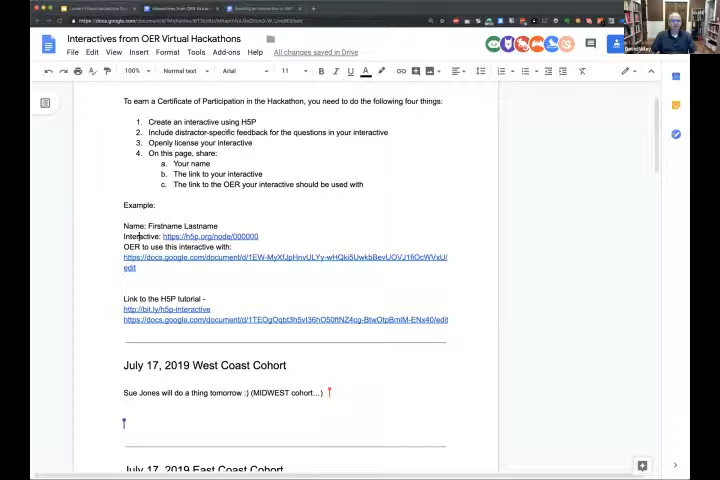 Interactives from OER Virtual Hackathons
File Edit View Insert Format Tools Add-ons Help All changes saved in Drive
100% Normal text Arial 11 B I U A
David Wiley
To earn a Certificate of Participation in the Hackathon, you need to do the following four things:
1. Create an interactive using H5P
2. Include distractor-specific feedback for the questions in your interactive
3. Openly license your interactive
4. On this page, share:
a. Your name
b. The link to your interactive
c. The link to the OER your interactive should be used with
Example:
Name: Firstname Lastname
Interactive: https://h5p.org/node/000000
OER to use this interactive with:
edit
Link to the H5P tutorial -
http://bit.ly/h5p-interactive
July 17, 2019 West Coast Cohort
Sue Jones will do a thing tomorrow :) (MIDWEST cohort...)
July 17, 2019 East Coast Cohort